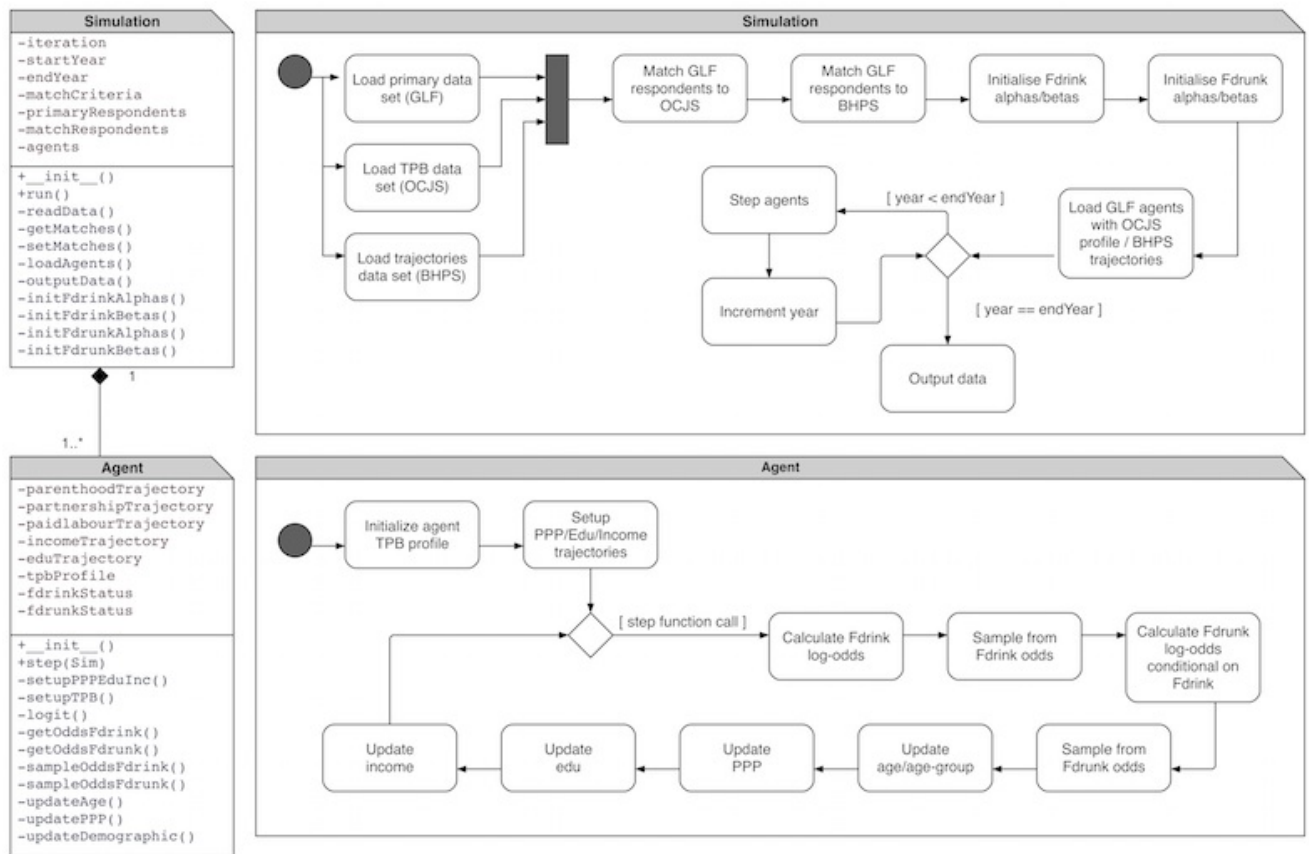 Simulation
-iteration
-startYear
-endYear
-matchCriteria
-primaryRespondents
-matchRespondents
-agents
+__init__()
+run()
-readData()
-getMatches()
-setMatches()
-loadAgents()
-outputData()
-initFdrinkAlphas()
-initFdrinkBetas()
-initFdrunkAlphas()
-initFdrunkBetas()
1
1..*
Simulation
Load primary data
set (GLF)
Load TPB data
set (OCJS)
Load trajectories
data set (BHPS)
Match GLF
respondents to
OCJS
Match GLF
respondents to
BHPS
Initialise Fdrink
alphas/betas
Initialise Fdrunk
alphas/betas
Load GLF agents
with OCJS
profile / BHPS
trajectories
[ year < endYear ]
Step agents
Increment year
[ year == endYear ]
Output data
Agent
-parenthoodTrajectory
-partnershipTrajectory
-paidlabourTrajectory
-incomeTrajectory
-eduTrajectory
-tpbProfile
-fdrinkStatus
-fdrunkStatus
+__init__()
+step(Sim)
-setupPPPEduInc()
-setupTPB()
-logit()
-getOddsFdrink()
-getOddsFdrunk()
-sampleOddsFdrink()
-sampleOddsFdrunk()
-updateAge()
-updatePPP()
-updateDemographic()
Agent
Initialize agent
TPB profile
Setup
PPP/Edu/Income
trajectories
[ step function call ]
Calculate Fdrink
log-odds
Sample from
Fdrink odds
Calculate Fdrunk
log-odds
conditional on
Fdrink
Sample from
Fdrunk odds
Update
age/age-group
Update
PPP
Update
edu
Update
income